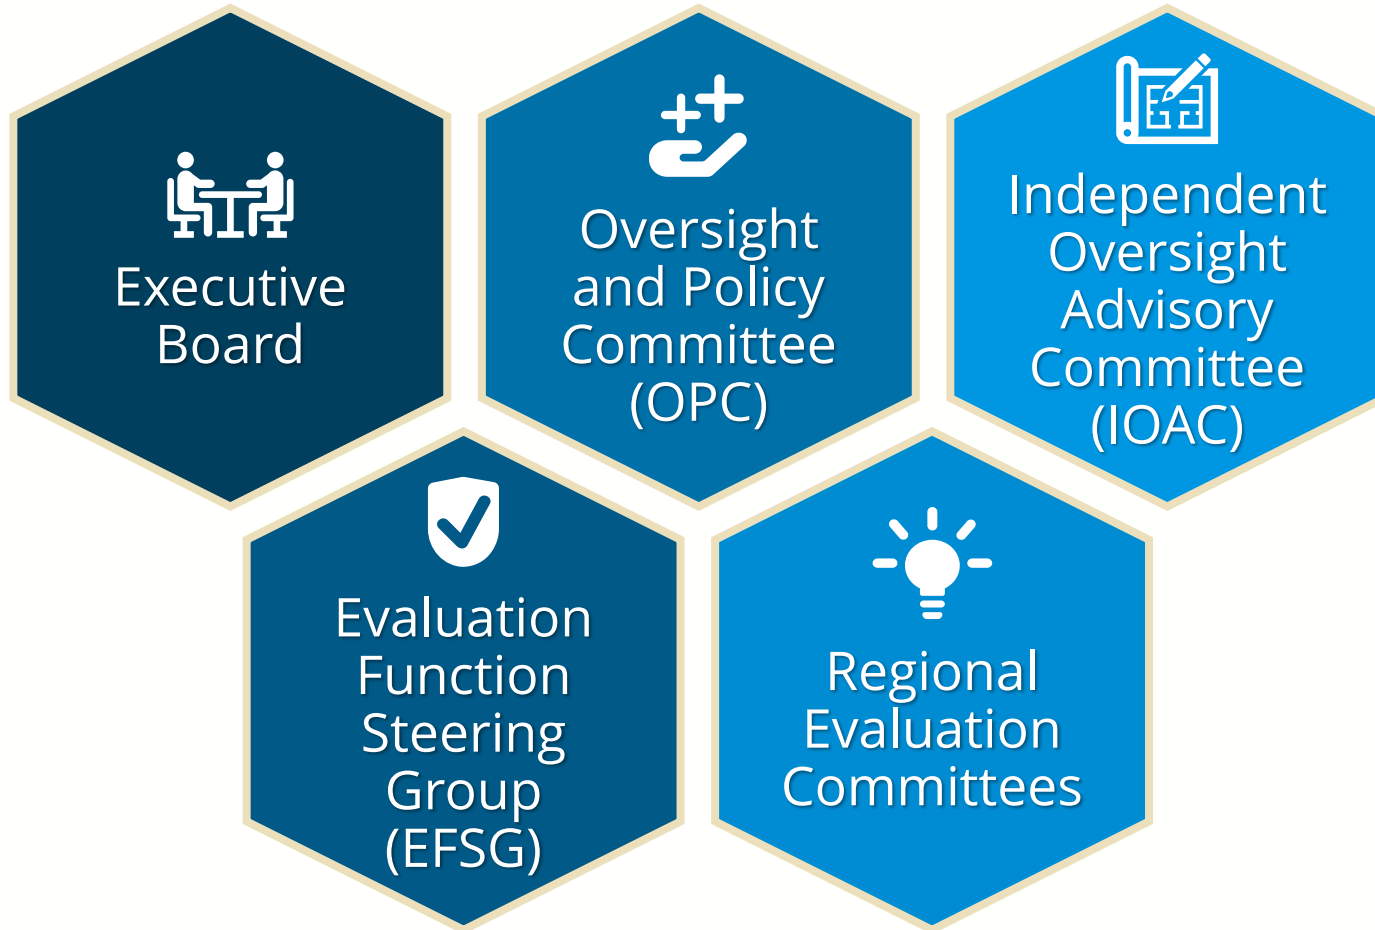 Executive
Board
Oversight
and Policy
Committee
(OPC)
Independent
Oversight
Advisory
Committee
(IOAC)
Evaluation
Function
Steering
Group
(EFSG)
Regional
Evaluation
Committees